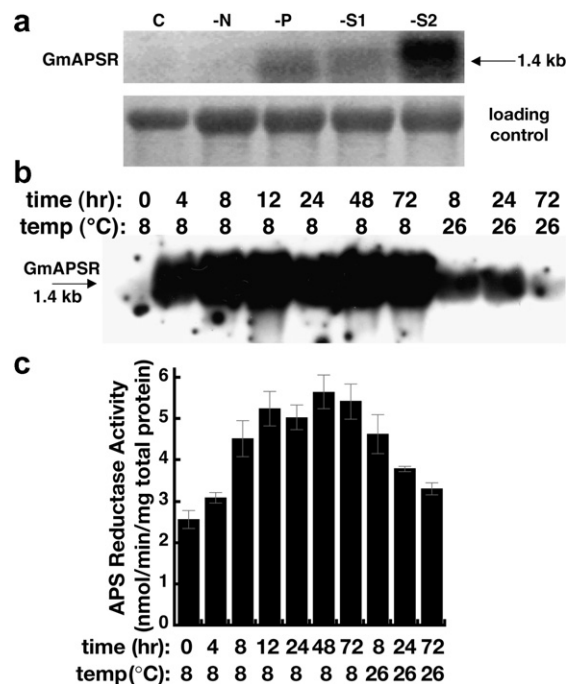 a
C -N -P -S1 -S2
GmAPSR
1.4 kb
loading
control
b
time (hr): 0 4 8 12 24 48 72 8 24 72
temp (°C): 8 8 8 8 8 8 8 26 26 26
GmAPSR
1.4 kb
c
APS Reductase Activity
(nmol/min/mg total protein)
6
5
4
3
2
1
0
time (hr): 0 4 8 12 24 48 72 8 24 72
temp(°C): 8 8 8 8 8 8 8 26 26 26